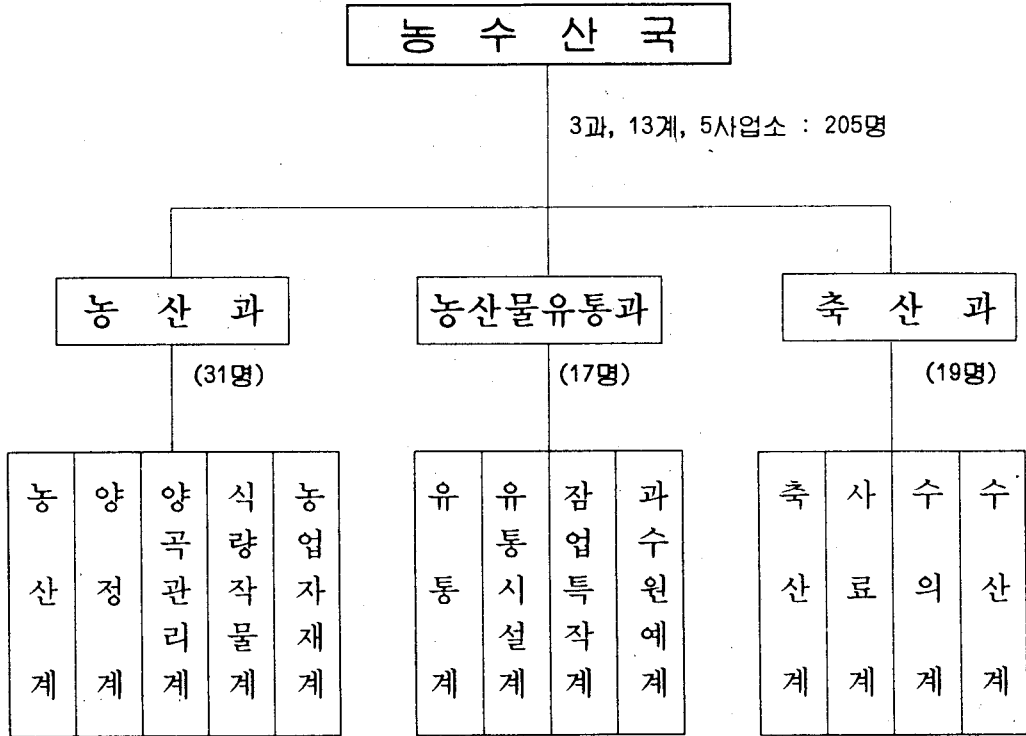 농 수 산 국
3과, 13계, 5사업소 : 205명
농 산 과
농산물유통과
축 산 과
(31명)
(17명)
(19명)
농산계
양정계
양곡관리계
식량작물계
농업자재계
유통계
유통시설계
잠업특작계
과수원예계
축산계
사료계
수의계
수산계